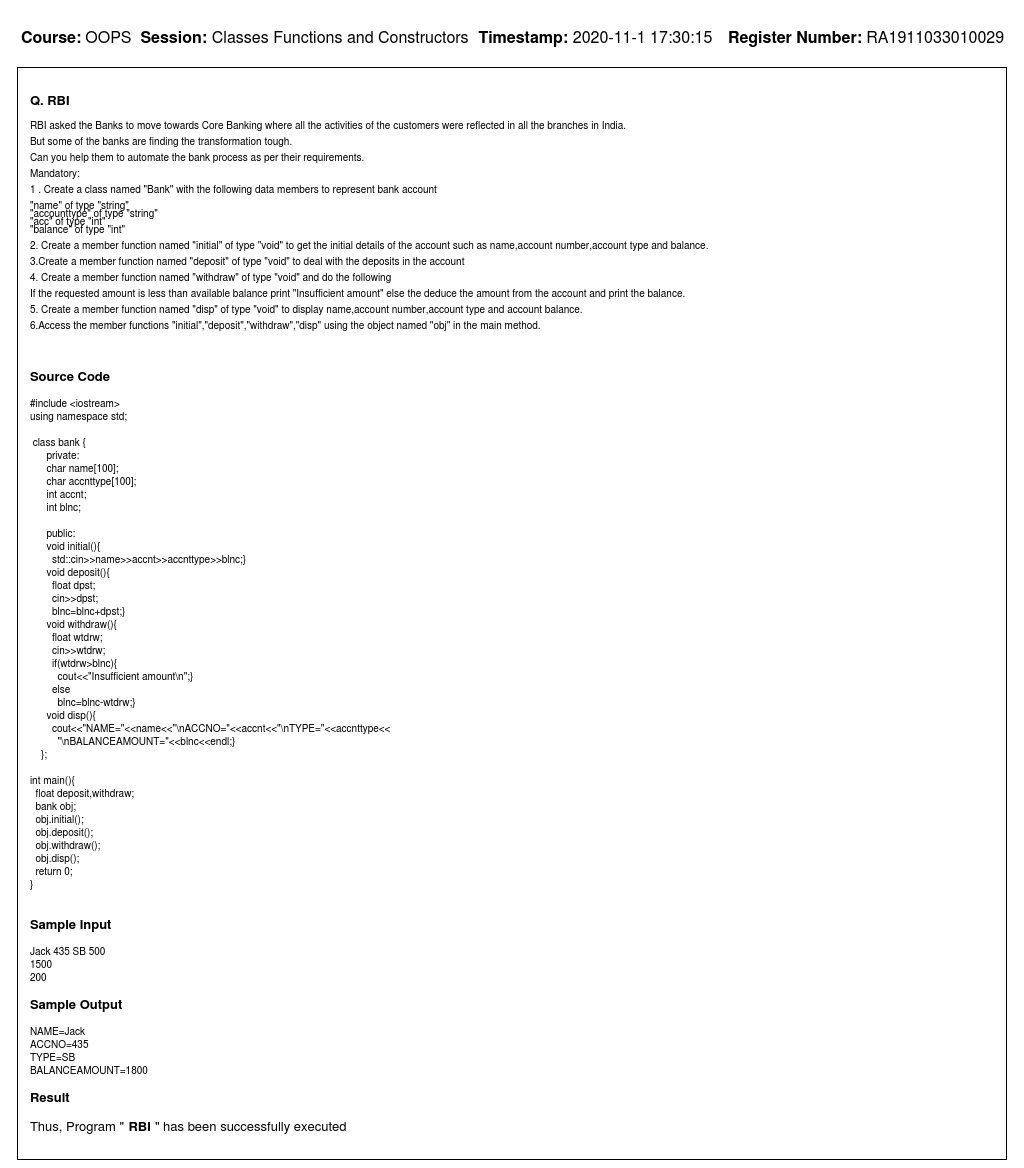 Course: OOPS Session: Classes Functions and Constructors Timestamp: 2020-11-1 17:30:15 Register Number: RA1911033010029
Q. RBI
RBI asked the Banks to move towards Core Banking where all the activities of the customers were reflected in all the branches in India.
But some of the banks are finding the transformation tough.
Can you help them to automate the bank process as per their requirements.
Mandatory:
1 . Create a class named "Bank" with the following data members to represent bank account
"name" of type "string"
"accounttype" of type "string"
"acc" of type "int"
"balance" of type "int"
2. Create a member function named "initial" of type "void" to get the initial details of the account such as name,account number,account type and balance.
3.Create a member function named "deposit" of type "void" to deal with the deposits in the account
4. Create a member function named "withdraw" of type "void" and do the following
If the requested amount is less than available balance print "Insufficient amount" else the deduce the amount from the account and print the balance.
5. Create a member function named "disp" of type "void" to display name,account number,account type and account balance.
6.Access the member functions "initial","deposit","withdraw","disp" using the object named "obj" in the main method.
Source Code
#include <iostream>
using namespace std;
class bank {
private:
char name[100];
char accnttype[100];
int accnt;
int blnc;
public:
void initial(){
std::cin>>name>>accnt>>accnttype>>blnc;}
void deposit(){
float dpst;
cin>>dpst;
blnc=blnc+dpst;}
void withdraw(){
float wtdrw;
cin>>wtdrw;
if(wtdrw>blnc){
cout<<"Insufficient amount\n";}
else
blnc=blnc-wtdrw;}
void disp(){
cout<<"NAME="<<name<<"\nACCNO="<<accnt<<"\nTYPE="<<accnttype<<
"\nBALANCEAMOUNT="<<blnc<<endl;}
};
int main(){
float deposit,withdraw;
bank obj;
obj.initial();
obj.deposit();
obj.withdraw();
obj.disp();
return 0;
}
Sample Input
Jack 435 SB 500
1500
200
Sample Output
NAME=Jack
ACCNO=435
TYPE=SB
BALANCEAMOUNT=1800
Result
Thus, Program " RBI " has been successfully executed